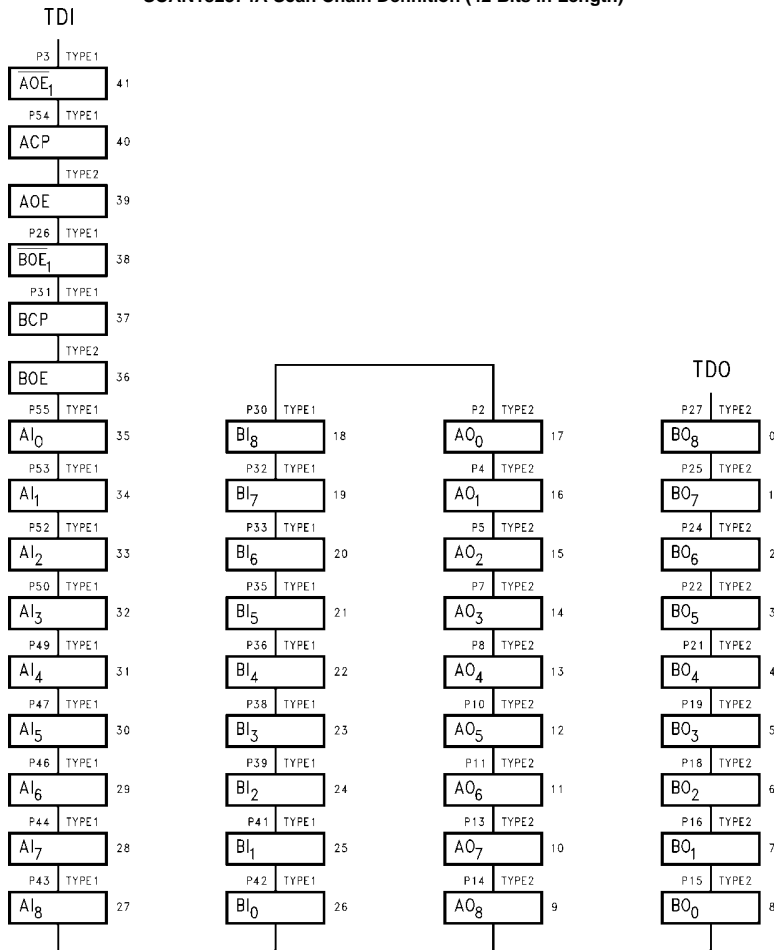 Scan Chain Definition (42 Bits in Length)
TDI
P3 TYPE1
A̅O̅E̅₁ 41
P54 TYPE1
ACP 40
TYPE2
AOE 39
P26 TYPE1
B̅O̅E̅₁ 38
P31 TYPE1
BCP 37
TYPE2
BOE 36
P55 TYPE1
AI₀ 35
P53 TYPE1
AI₁ 34
P52 TYPE1
AI₂ 33
P50 TYPE1
AI₃ 32
P49 TYPE1
AI₄ 31
P47 TYPE1
AI₅ 30
P46 TYPE1
AI₆ 29
P44 TYPE1
AI₇ 28
P43 TYPE1
AI₈ 27
P30 TYPE1
BI₈ 18
P32 TYPE1
BI₇ 19
P33 TYPE1
BI₆ 20
P35 TYPE1
BI₅ 21
P36 TYPE1
BI₄ 22
P38 TYPE1
BI₃ 23
P39 TYPE1
BI₂ 24
P41 TYPE1
BI₁ 25
P42 TYPE1
BI₀ 26
P2 TYPE2
AO₀ 17
P4 TYPE2
AO₁ 16
P5 TYPE2
AO₂ 15
P7 TYPE2
AO₃ 14
P8 TYPE2
AO₄ 13
P10 TYPE2
AO₅ 12
P11 TYPE2
AO₆ 11
P13 TYPE2
AO₇ 10
P14 TYPE2
AO₈ 9
TDO
P27 TYPE2
BO₈ 0
P25 TYPE2
BO₇ 1
P24 TYPE2
BO₆ 2
P22 TYPE2
BO₅ 3
P21 TYPE2
BO₄ 4
P19 TYPE2
BO₃ 5
P18 TYPE2
BO₂ 6
P16 TYPE2
BO₁ 7
P15 TYPE2
BO₀ 8